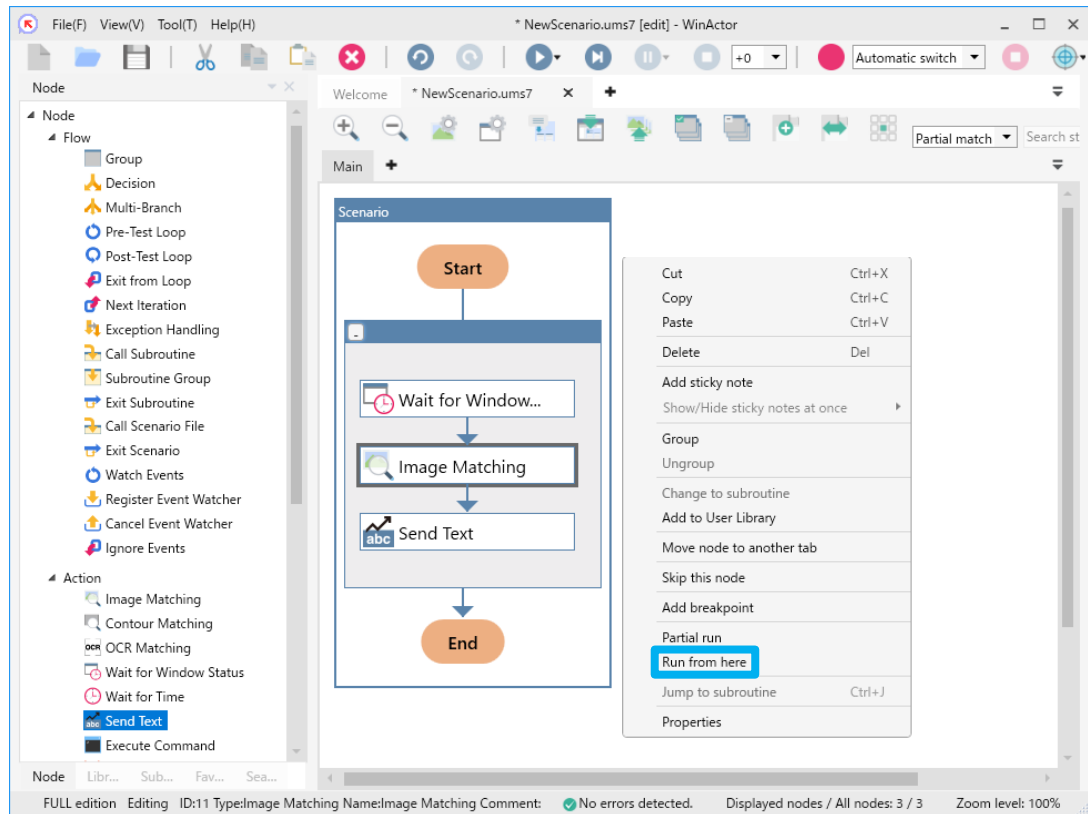 File(F) View(V) Tool(T) Help(H) * NewScenario.ums7 [edit] - WinActor
+0 Automatic switch
Node
Welcome * NewScenario.ums7
Partial match Search st
Main
Node
Flow
Group
Decision
Multi-Branch
Pre-Test Loop
Post-Test Loop
Exit from Loop
Next Iteration
Exception Handling
Call Subroutine
Subroutine Group
Exit Subroutine
Call Scenario File
Exit Scenario
Watch Events
Register Event Watcher
Cancel Event Watcher
Ignore Events
Action
Image Matching
Contour Matching
OCR OCR Matching
Wait for Window Status
Wait for Time
abc Send Text
Execute Command
Node Libr... Sub... Fav... Sea...
Scenario
Start
Wait for Window...
Image Matching
abc Send Text
End
Cut Ctrl+X
Copy Ctrl+C
Paste Ctrl+V
Delete Del
Add sticky note
Show/Hide sticky notes at once
Group
Ungroup
Change to subroutine
Add to User Library
Move node to another tab
Skip this node
Add breakpoint
Partial run
Run from here
Jump to subroutine Ctrl+J
Properties
FULL edition Editing ID:11 Type:Image Matching Name:Image Matching Comment: No errors detected. Displayed nodes / All nodes: 3 / 3 Zoom level: 100%